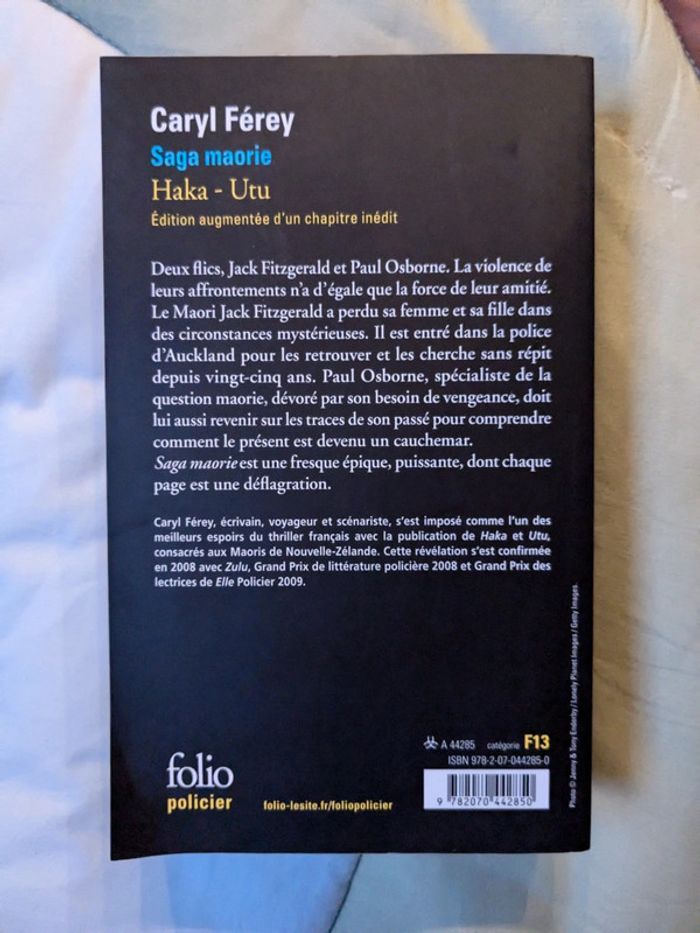 Caryl Férey
Saga maorie
Haka - Utu
Édition augmentée d'un chapitre inédit
Deux flics, Jack Fitzgerald et Paul Osborne. La violence de
leurs affrontements n'a d'égale que la force de leur amitié.
Le Maori Jack Fitzgerald a perdu sa femme et sa fille dans
des circonstances mystérieuses. Il est entré dans la police
d'Auckland pour les retrouver et les cherche sans répit
depuis vingt-cinq ans. Paul Osborne, spécialiste de la
question maorie, dévoré par son besoin de vengeance, doit
lui aussi revenir sur les traces de son passé pour comprendre
comment le présent est devenu un cauchemar.
Saga maorie est une fresque épique, puissante, dont chaque
page est une déflagration.
Caryl Férey, écrivain, voyageur et scénariste, s'est imposé comme l'un des
meilleurs espoirs du thriller français avec la publication de Haka et Utu,
consacrés aux Maoris de Nouvelle-Zélande. Cette révélation s'est confirmée
en 2008 avec Zulu, Grand Prix de littérature policière 2008 et Grand Prix des
lectrices de Elle Policier 2009.
Photo © Jenny & Tony Enderby / Lonely Planet Images / Getty Images.
A 44285 catégorie F13
ISBN 978-2-07-044285-0
9 782070 442850
folio
policier
folio-lesite.fr/foliopolicier